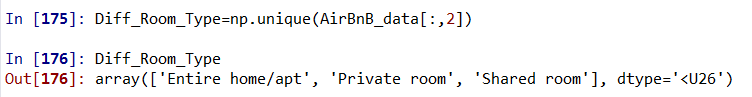 In [175]: Diff_Room_Type=np.unique(AirBnB_data[:,2])
In [176]: Diff_Room_Type
Out[176]: array(['Entire home/apt', 'Private room', 'Shared room'], dtype='<U26')